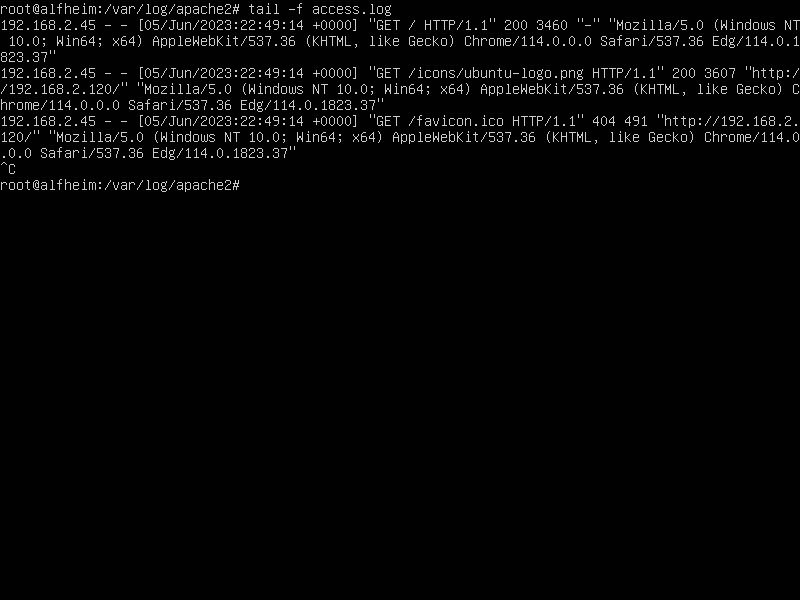 root@alfheim:/var/log/apache2# tail -f access.log
192.168.2.45 - - [05/Jun/2023:22:49:14 +0000] "GET / HTTP/1.1" 200 3460 "-" "Mozilla/5.0 (Windows NT
 10.0; Win64; x64) AppleWebKit/537.36 (KHTML, like Gecko) Chrome/114.0.0.0 Safari/537.36 Edg/114.0.1
823.37"
192.168.2.45 - - [05/Jun/2023:22:49:14 +0000] "GET /icons/ubuntu-logo.png HTTP/1.1" 200 3607 "http:/
/192.168.2.120/" "Mozilla/5.0 (Windows NT 10.0; Win64; x64) AppleWebKit/537.36 (KHTML, like Gecko) C
hrome/114.0.0.0 Safari/537.36 Edg/114.0.1823.37"
192.168.2.45 - - [05/Jun/2023:22:49:14 +0000] "GET /favicon.ico HTTP/1.1" 404 491 "http://192.168.2.
120/" "Mozilla/5.0 (Windows NT 10.0; Win64; x64) AppleWebKit/537.36 (KHTML, like Gecko) Chrome/114.0
.0.0 Safari/537.36 Edg/114.0.1823.37"
^C
root@alfheim:/var/log/apache2#